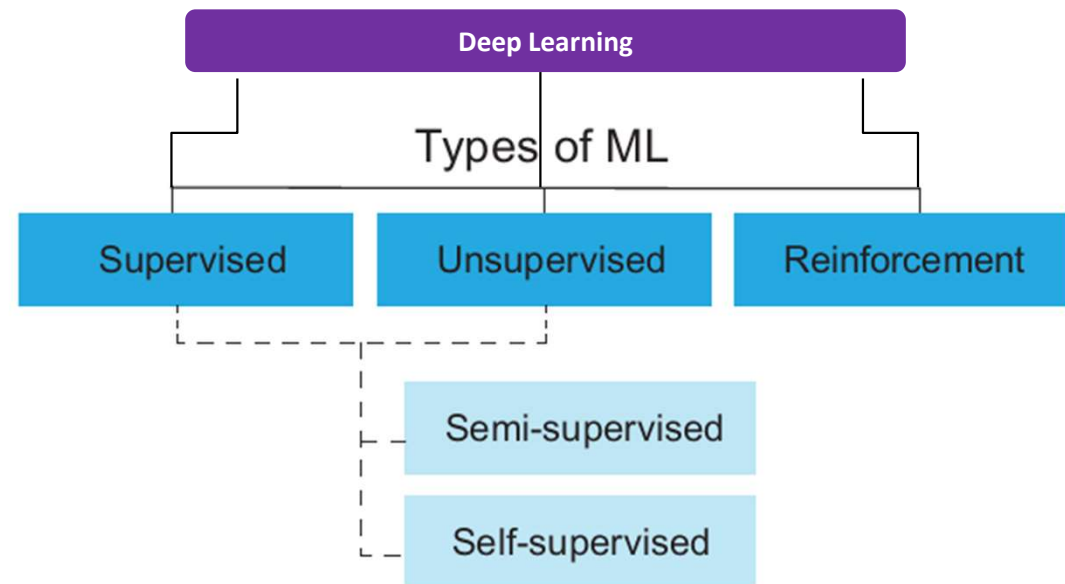 Deep Learning
Types of ML
Supervised
Unsupervised
Reinforcement
Semi-supervised
Self-supervised